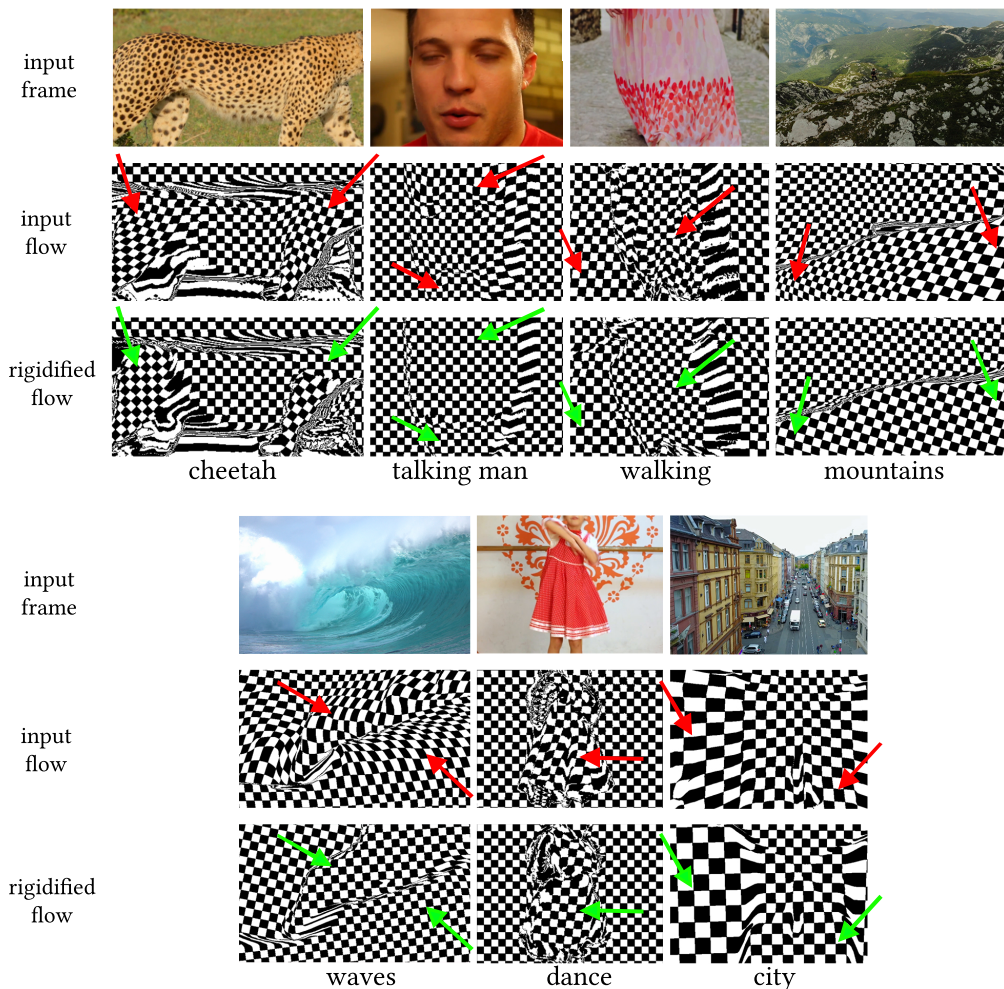 input
frame
input
flow
rigidified
flow
cheetah
talking man
walking
mountains
input
frame
input
flow
rigidified
flow
waves
dance
city